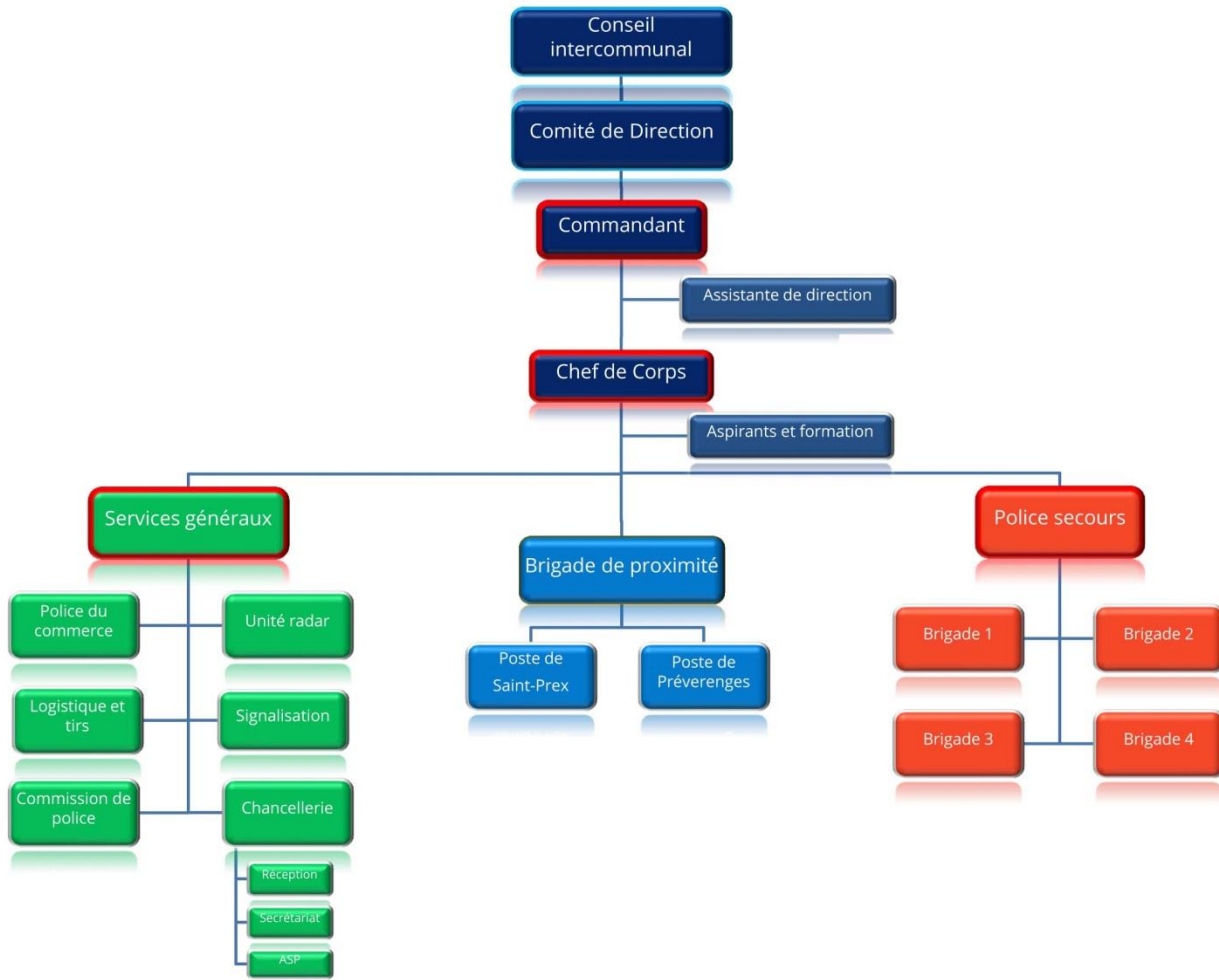 Conseil
intercommunal
Comité de Direction
Commandant
Assistante de direction
Chef de Corps
Aspirants et formation
Services généraux
Police du
commerce
Unité radar
Logistique et
tirs
Signalisation
Commission de
police
Chancellerie
Réception
Secrétariat
ASP
Brigade de proximité
Poste de
Saint-Prex
Poste de
Préverenges
Police secours
Brigade 1
Brigade 2
Brigade 3
Brigade 4